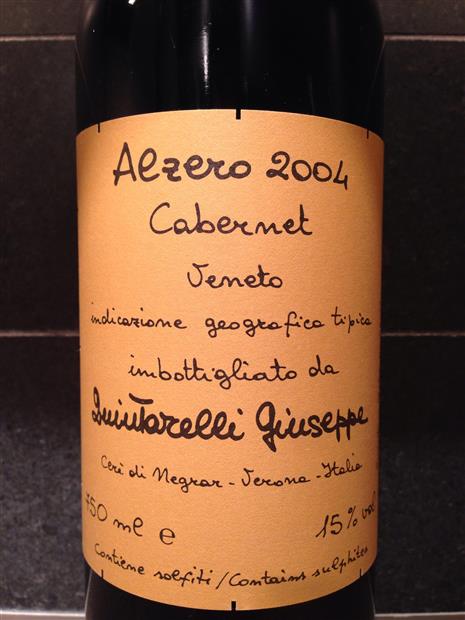 Alzero 2004
Cabernet
Veneto
indicazione geografica tipica
imbottigliato da
Quintarelli Giuseppe
Cerè di Negrar - Verona - Italia
750 ml e 15% vol
Contiene solfiti / Contains sulphites